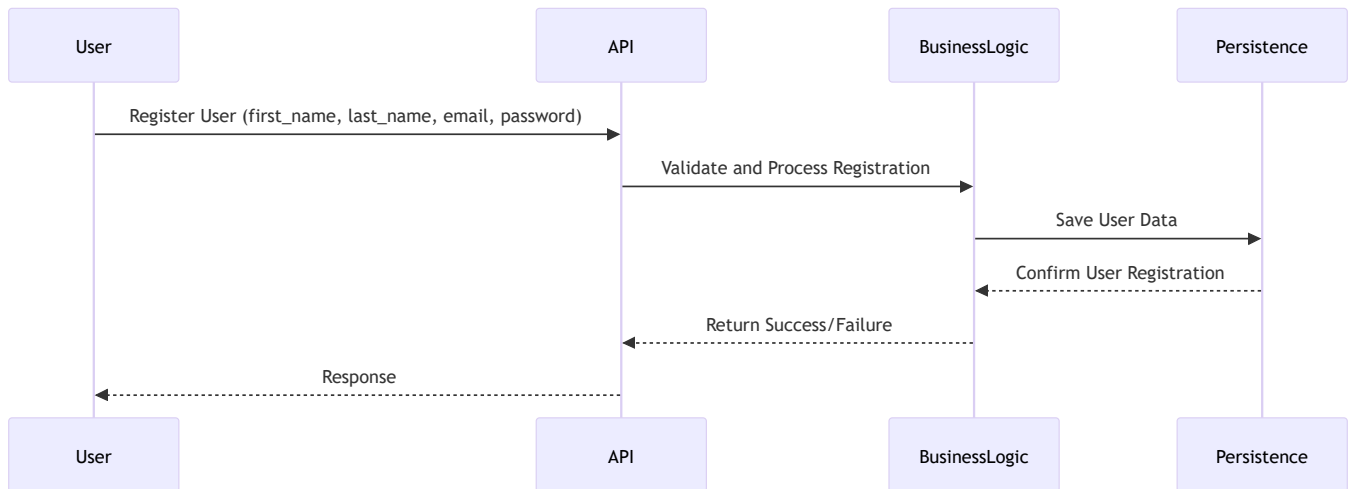 User
API
BusinessLogic
Persistence
Register User (first_name, last_name, email, password)
Validate and Process Registration
Save User Data
Confirm User Registration
Return Success/Failure
Response
User
API
BusinessLogic
Persistence